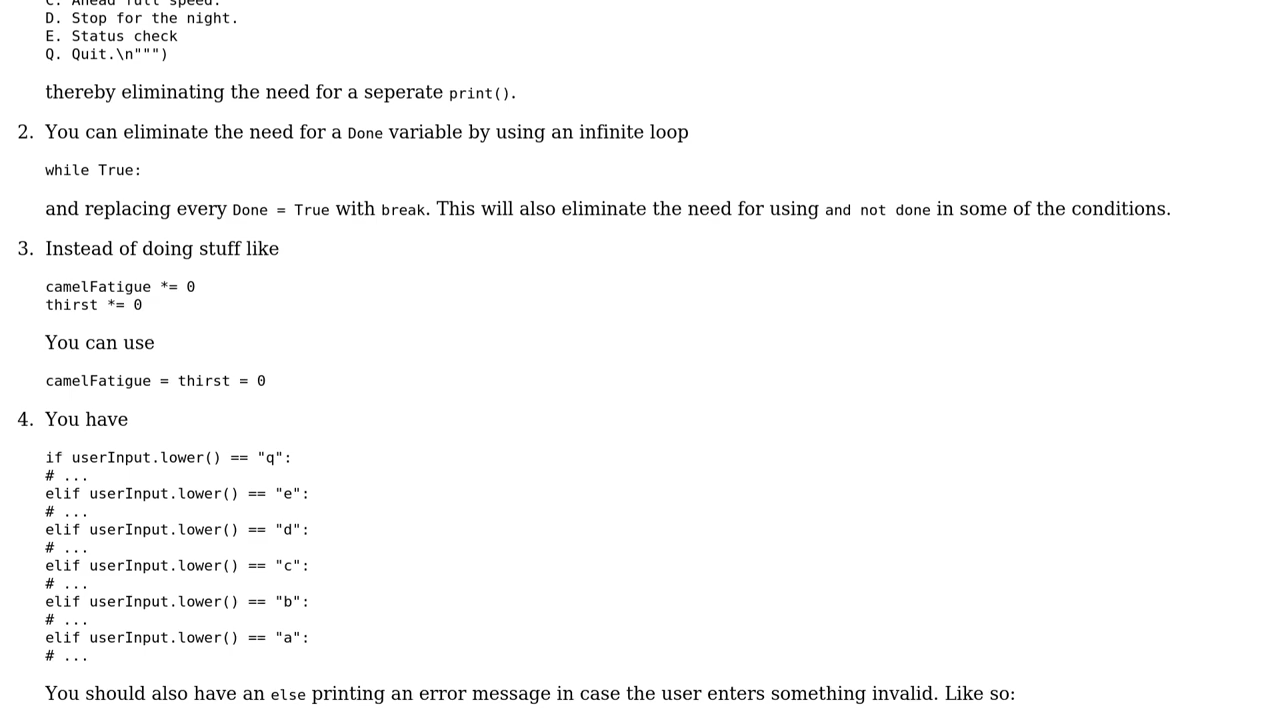 C. Ahead full speed.
D. Stop for the night.
E. Status check
Q. Quit.\n""")
thereby eliminating the need for a seperate print().
2. You can eliminate the need for a Done variable by using an infinite loop
while True:
and replacing every Done = True with break. This will also eliminate the need for using and not done in some of the conditions.
3. Instead of doing stuff like
camelFatigue *= 0
thirst *= 0
You can use
camelFatigue = thirst = 0
4. You have
if userInput.lower() == "q":
# ...
elif userInput.lower() == "e":
# ...
elif userInput.lower() == "d":
# ...
elif userInput.lower() == "c":
# ...
elif userInput.lower() == "b":
# ...
elif userInput.lower() == "a":
# ...
You should also have an else printing an error message in case the user enters something invalid. Like so: